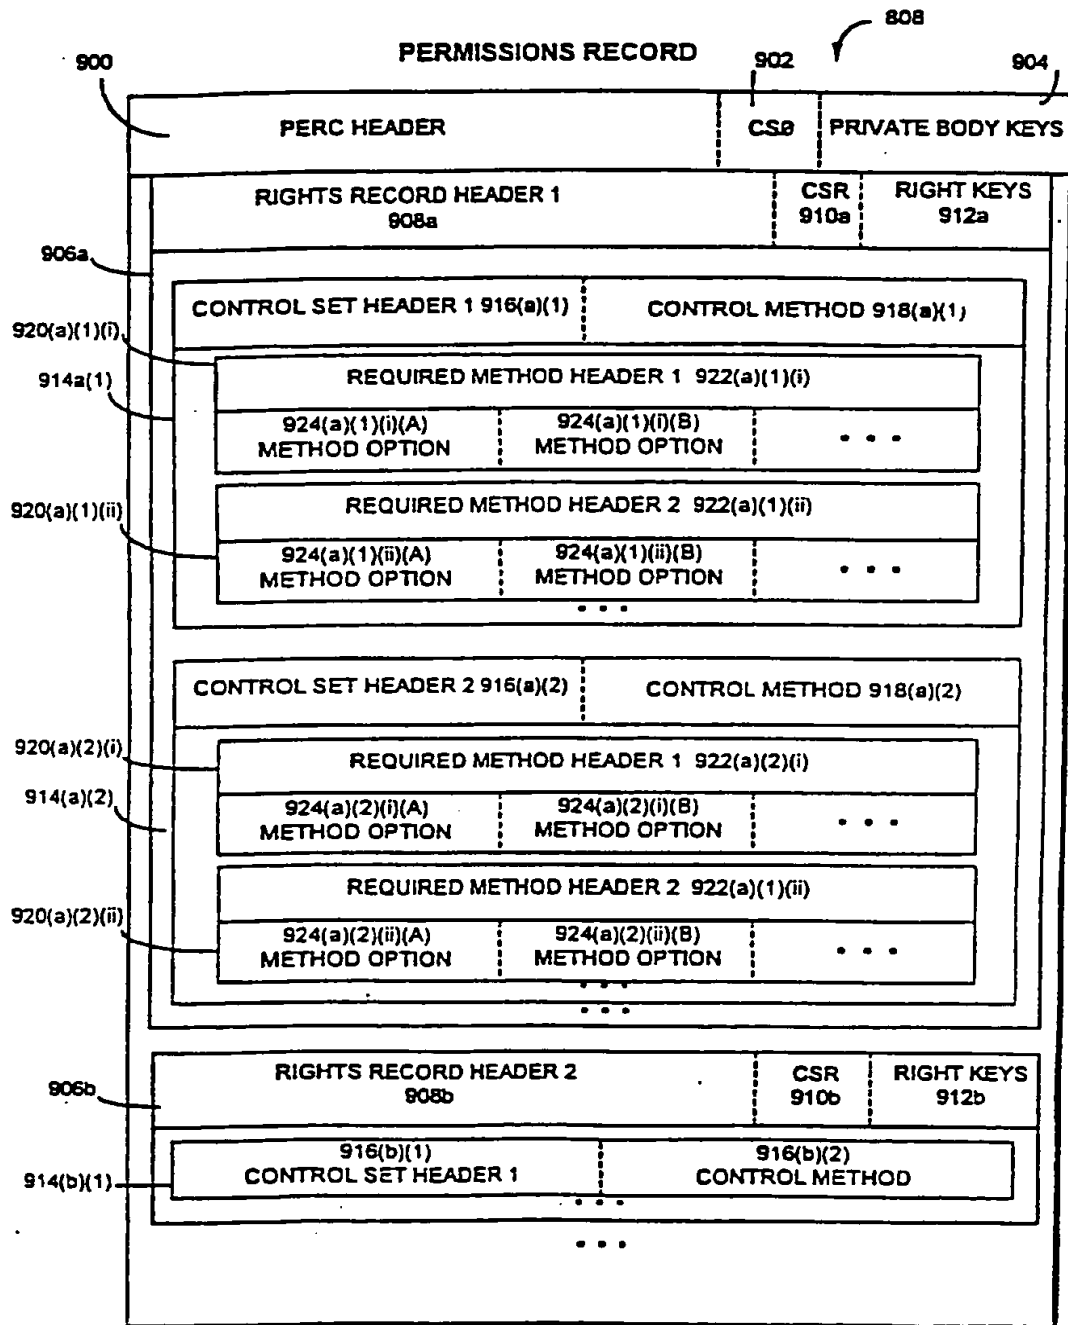 808
PERMISSIONS RECORD
900
902
904
PERC HEADER
CS0
PRIVATE BODY KEYS
RIGHTS RECORD HEADER 1
908a
CSR
910a
RIGHT KEYS
912a
906a
CONTROL SET HEADER 1 916(a)(1)
CONTROL METHOD 918(a)(1)
920(a)(1)(i)
914a(1)
REQUIRED METHOD HEADER 1 922(a)(1)(i)
924(a)(1)(i)(A)
METHOD OPTION
924(a)(1)(i)(B)
METHOD OPTION
• • •
920(a)(1)(ii)
REQUIRED METHOD HEADER 2 922(a)(1)(ii)
924(a)(1)(ii)(A)
METHOD OPTION
924(a)(1)(ii)(B)
METHOD OPTION
• • •
• • •
CONTROL SET HEADER 2 916(a)(2)
CONTROL METHOD 918(a)(2)
920(a)(2)(i)
914(a)(2)
REQUIRED METHOD HEADER 1 922(a)(2)(i)
924(a)(2)(i)(A)
METHOD OPTION
924(a)(2)(i)(B)
METHOD OPTION
• • •
920(a)(2)(ii)
REQUIRED METHOD HEADER 2 922(a)(1)(ii)
924(a)(2)(ii)(A)
METHOD OPTION
924(a)(2)(ii)(B)
METHOD OPTION
• • •
• • •
• • •
906b
RIGHTS RECORD HEADER 2
908b
CSR
910b
RIGHT KEYS
912b
914(b)(1)
916(b)(1)
CONTROL SET HEADER 1
916(b)(2)
CONTROL METHOD
• • •
• • •